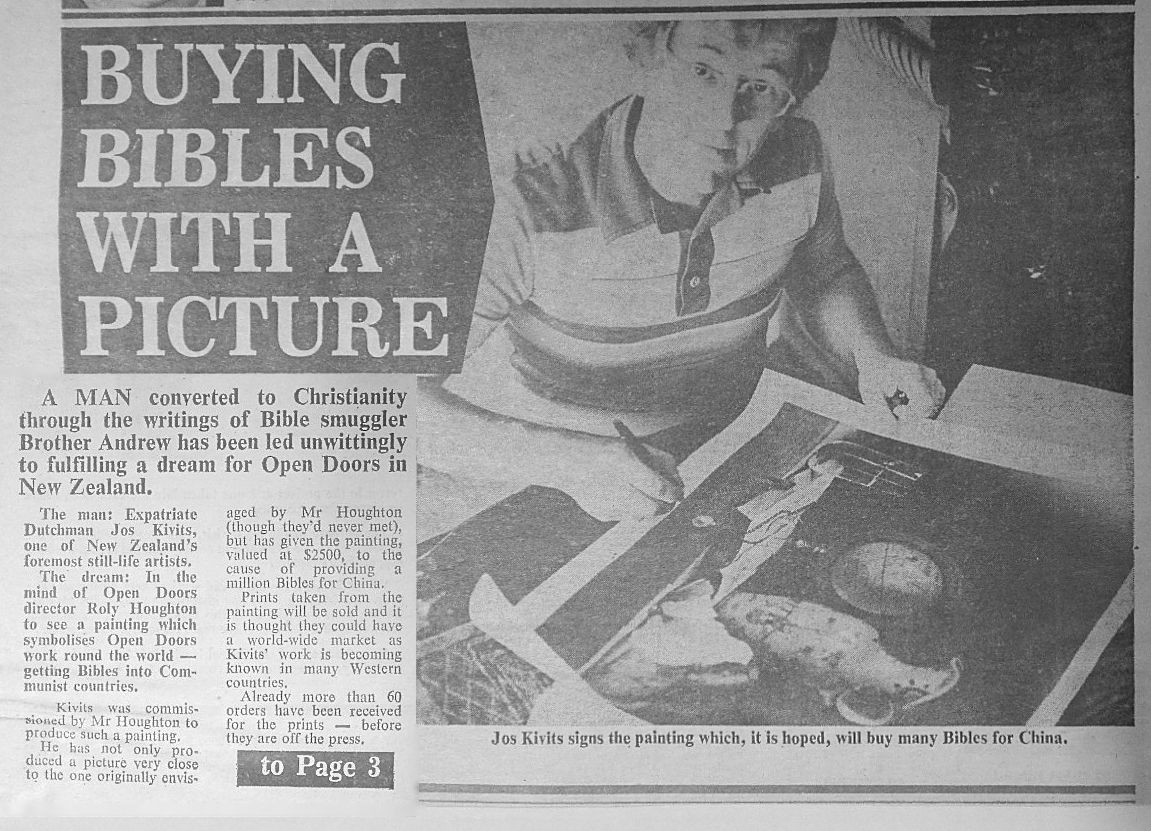 BUYING
BIBLES
WITH A
PICTURE
A MAN converted to Christianity
through the writings of Bible smuggler
Brother Andrew has been led unwittingly
to fulfilling a dream for Open Doors in
New Zealand.
The man: Expatriate
Dutchman Jos Kivits,
one of New Zealand's
foremost still-life artists.
The dream: In the
mind of Open Doors
director Roly Houghton
to see a painting which
symbolises Open Doors
work round the world —
getting Bibles into Com-
munist countries.
Kivits was commis-
sioned by Mr Houghton to
produce such a painting.
He has not only pro-
duced a picture very close
to the one originally envis-
aged by Mr Houghton
(though they'd never met),
but has given the painting,
valued at $2500, to the
cause of providing a
million Bibles for China.
Prints taken from the
painting will be sold and it
is thought they could have
a world-wide market as
Kivits' work is becoming
known in many Western
countries.
Already more than 60
orders have been received
for the prints — before
they are off the press.
to Page 3
Jos Kivits signs the painting which, it is hoped, will buy many Bibles for China.